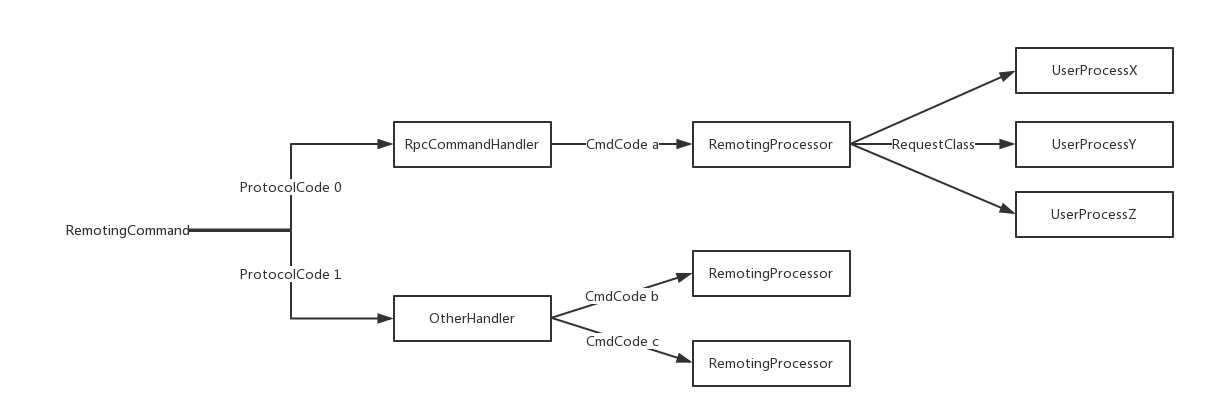 UserProcessX
RpcCommandHandler
CmdCode a
RemotingProcessor
RequestClass
UserProcessY
ProtocolCode 0
UserProcessZ
RemotingCommand
ProtocolCode 1
RemotingProcessor
CmdCode b
OtherHandler
CmdCode c
RemotingProcessor